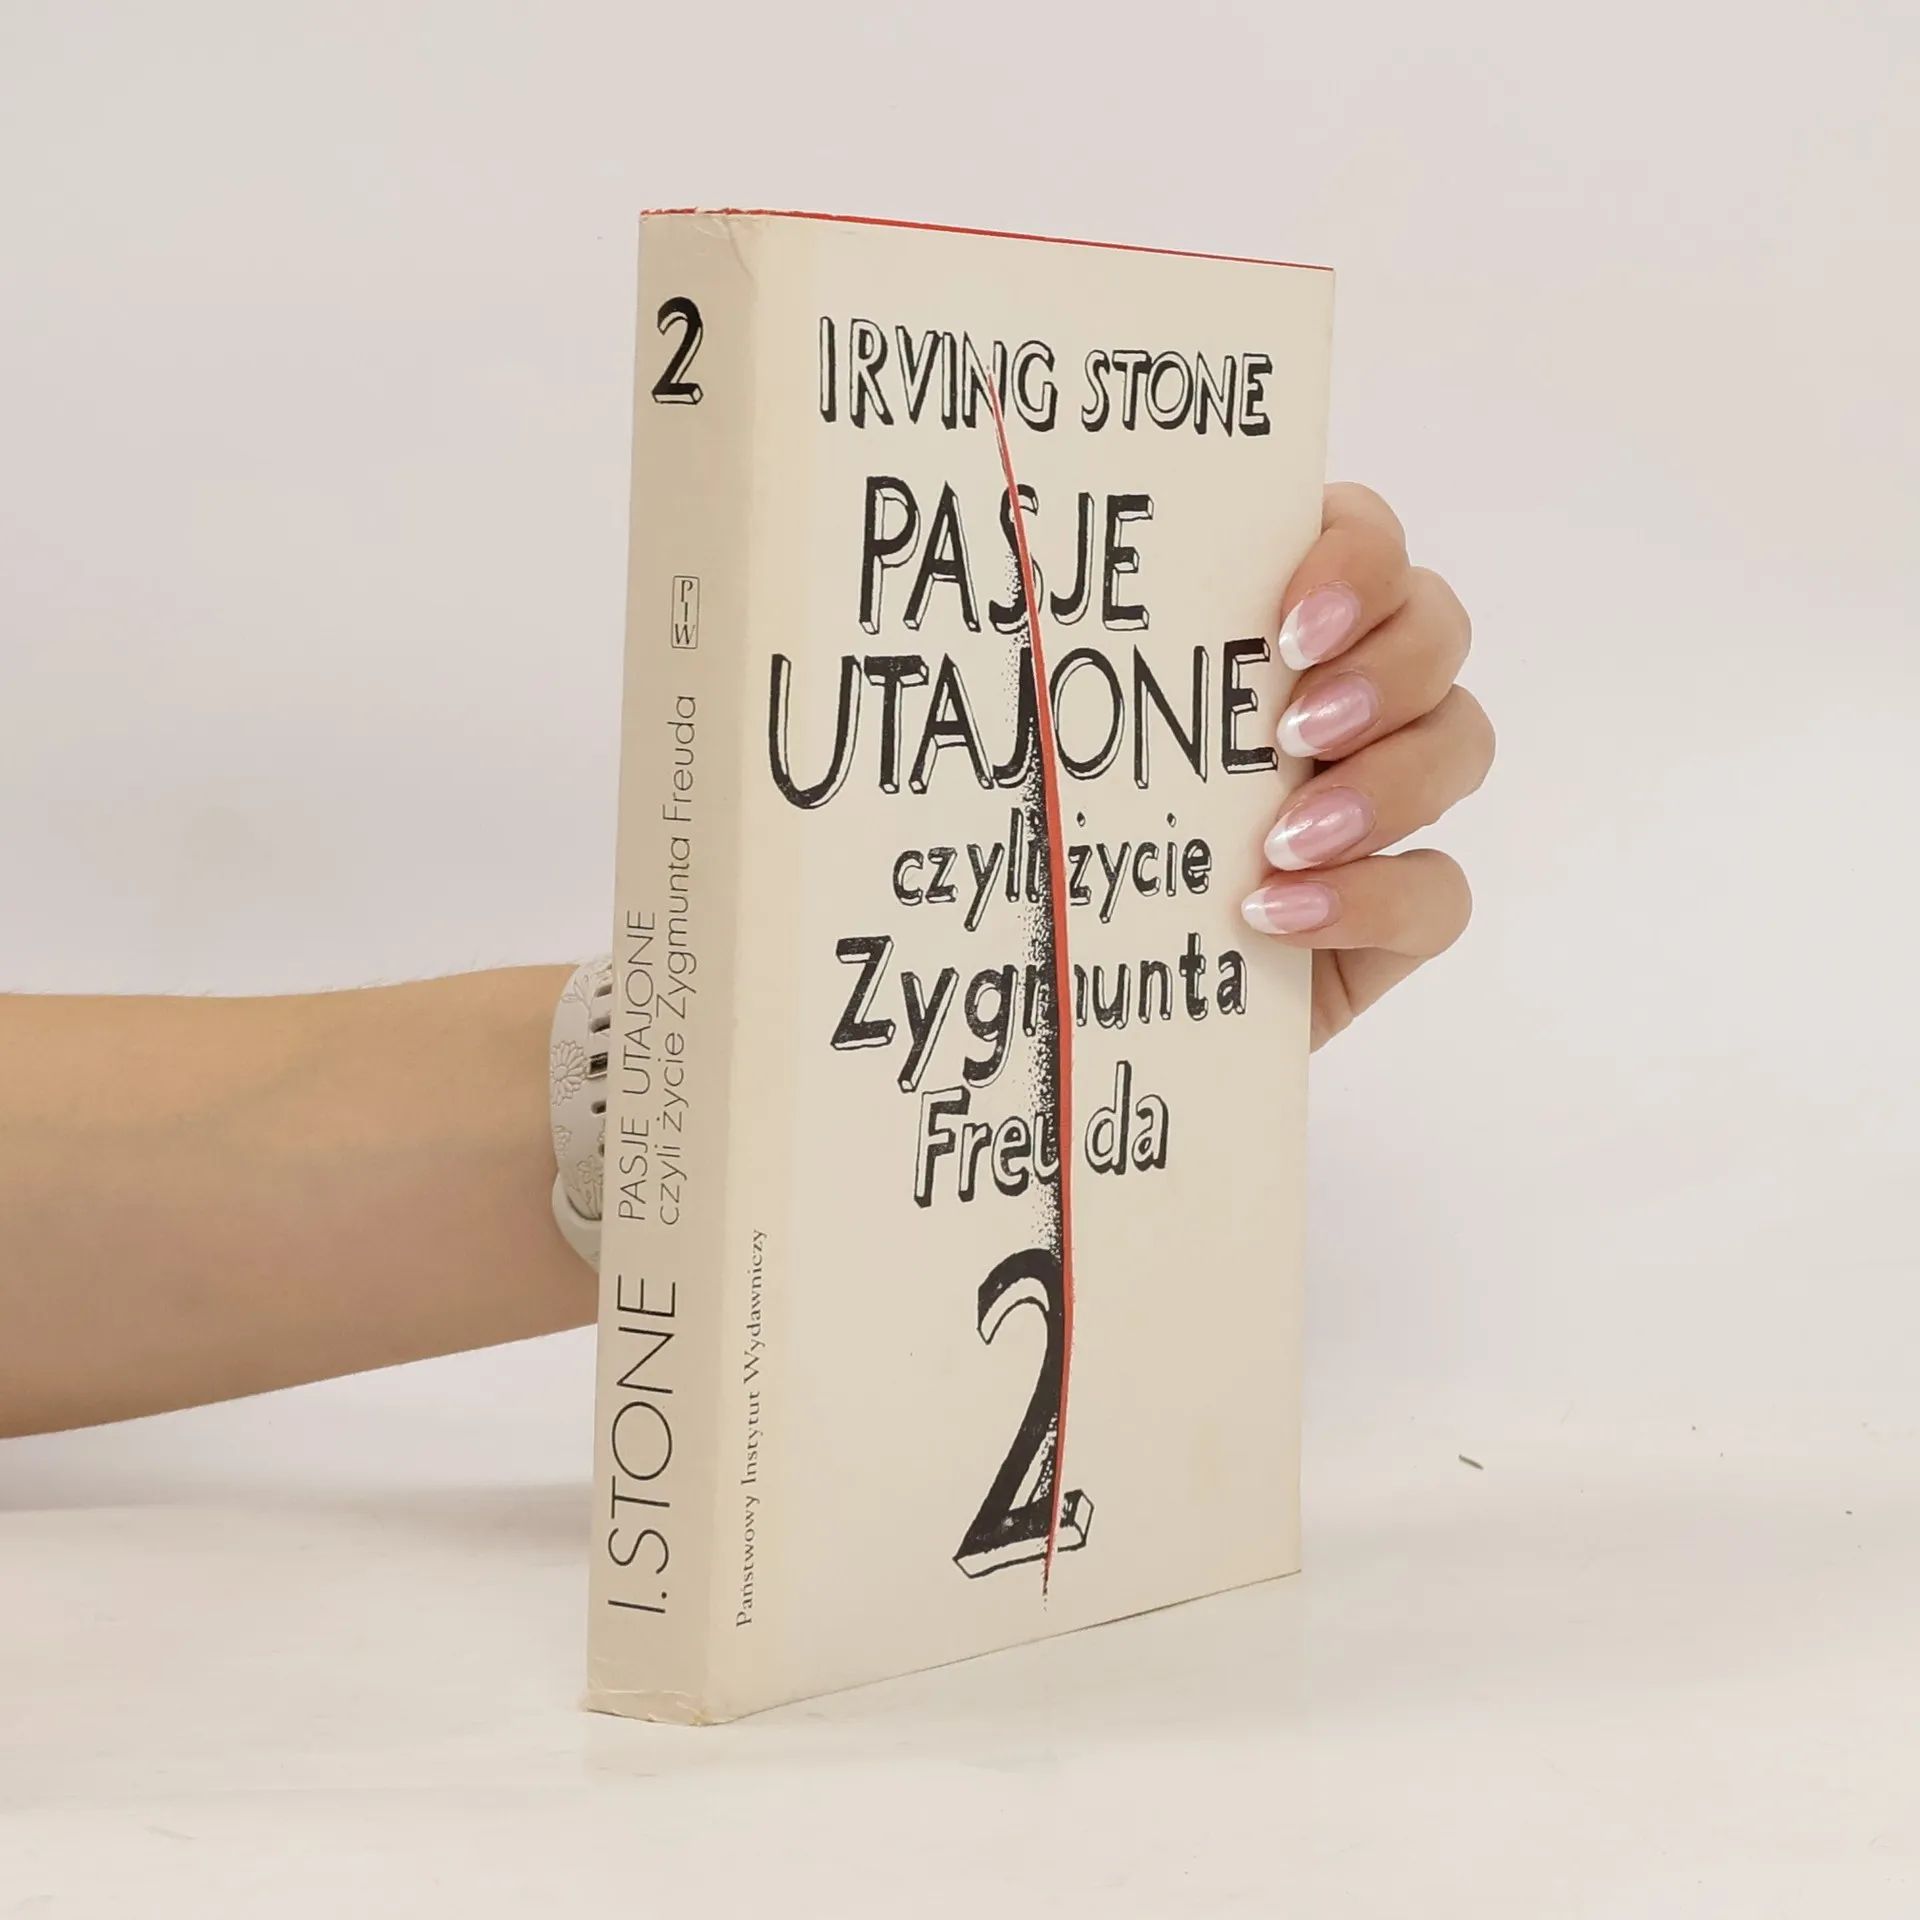 2
PIW
I.STONE
PASJE UTAJONE
czyli życie Zygmunta Freuda
IRVING STONE
PASJE
UTAJONE
czyli życie
Zygmunta
Freuda
2
Państwowy Instytut Wydawniczy